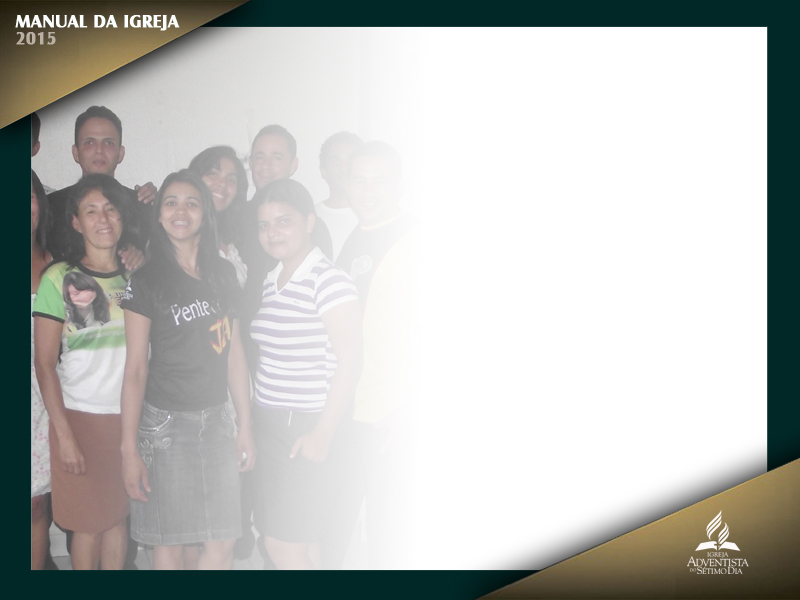 MANUAL DA IGREJA
2015
Pente
JA
IGREJA
ADVENTISTA
DO SÉTIMO DIA